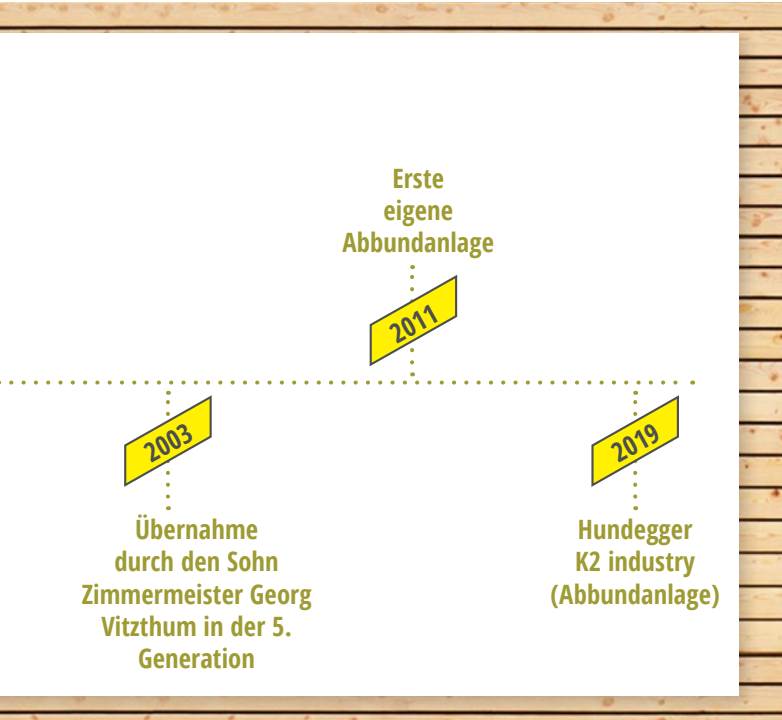 Erste
eigene
Abbundanlage
2011
2003
2019
Übernahme
durch den Sohn
Zimmermeister Georg
Vitzthum in der 5.
Generation
Hundegger
K2 industry
(Abbundanlage)